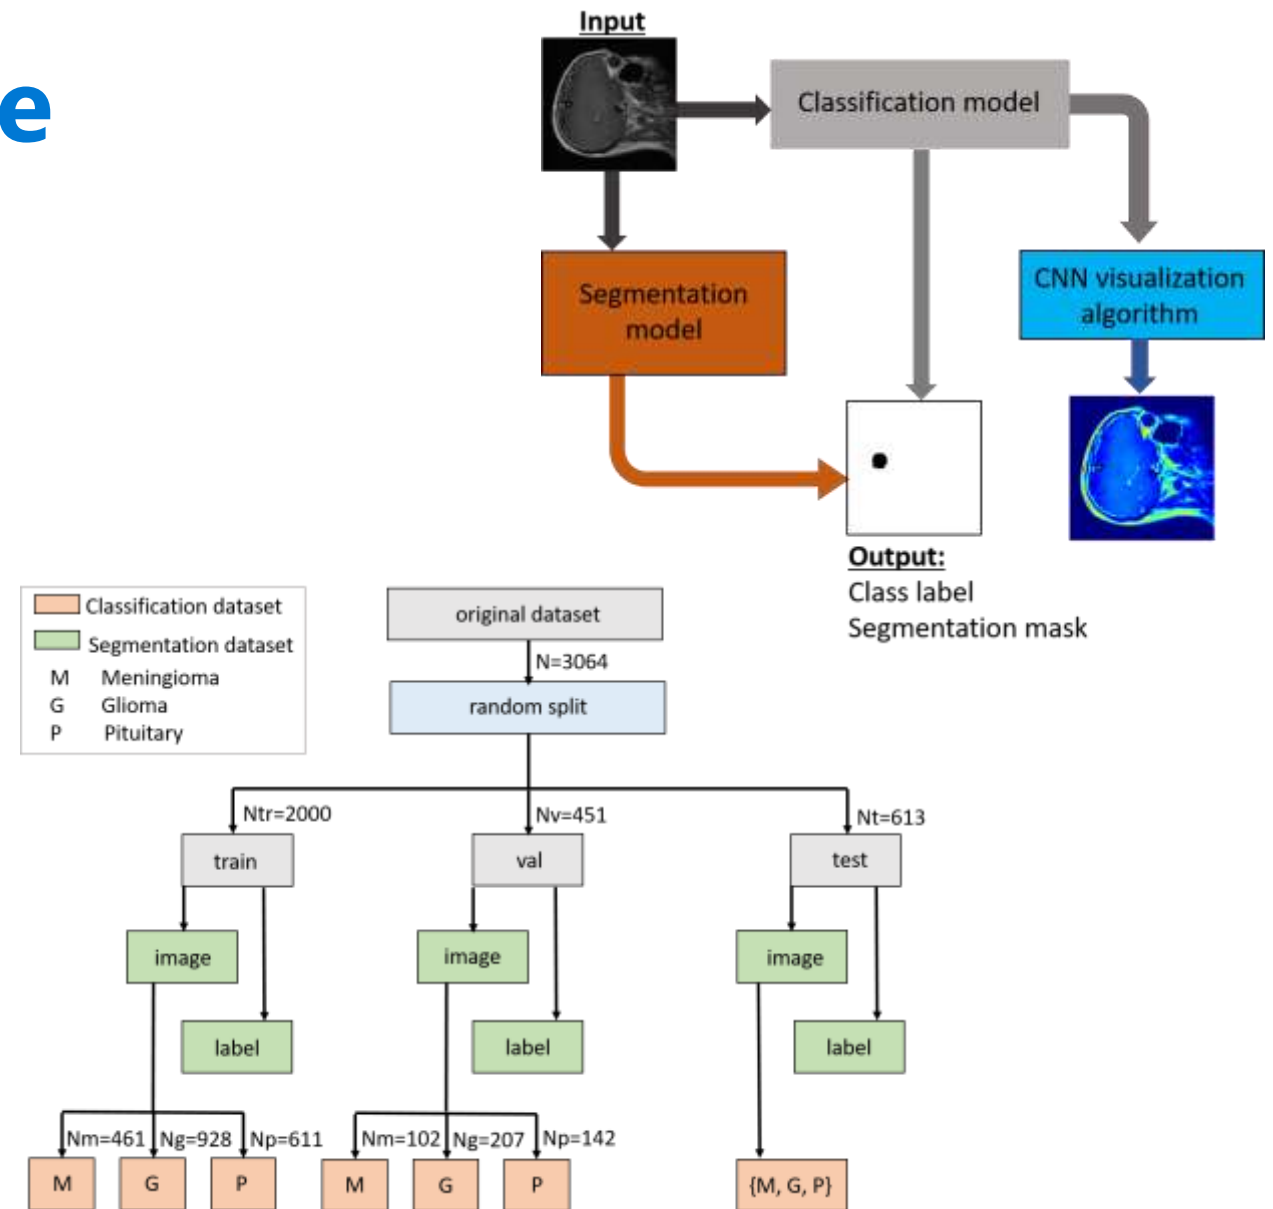 e
Input
Classification model
Segmentation
model
CNN visualization
algorithm
Output:
Class label
Segmentation mask
Classification dataset
Segmentation dataset
M Meningioma
G Glioma
P Pituitary
original dataset
N=3064
random split
Ntr=2000
Nv=451
Nt=613
train
val
test
image
image
image
label
label
label
Nm=461 Ng=928 Np=611
Nm=102 Ng=207 Np=142
M
G
P
M
G
P
{M, G, P}